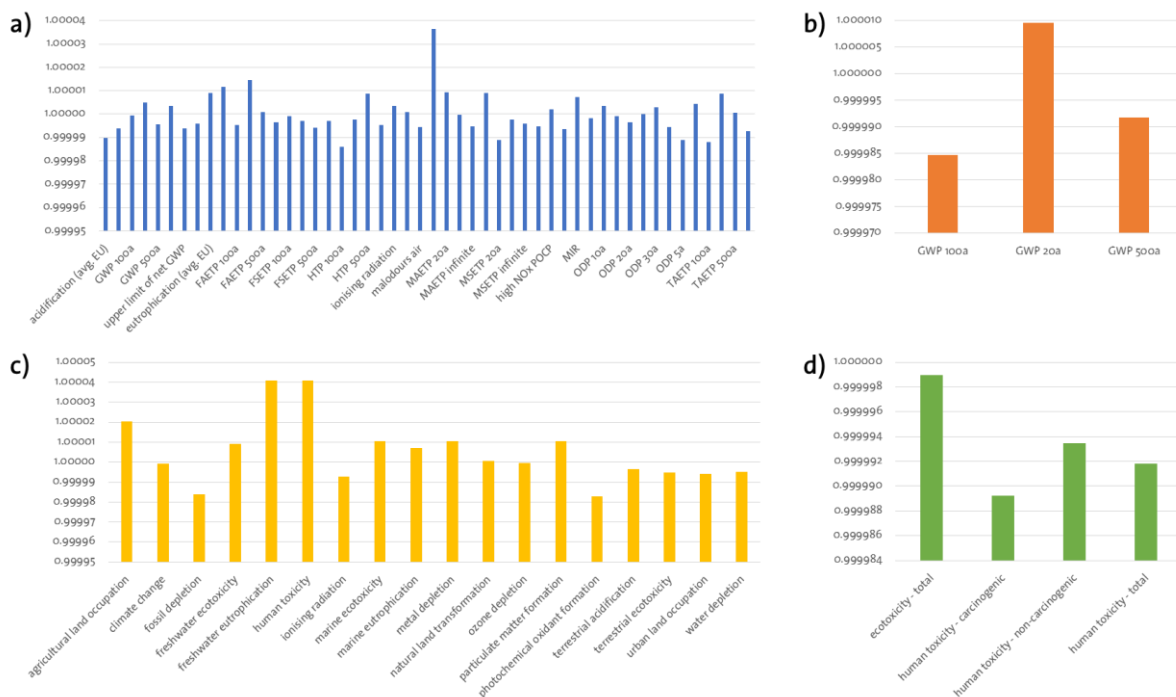 a)
1.00004
1.00003
1.00002
1.00001
1.00000
0.99999
0.99998
0.99997
0.99996
0.99995
acidification (avg. EU)
GWP 100a
GWP 500a
upper limit of net GWP
eutrophication (avg. EU)
FAETP 100a
FAETP 500a
FSETP 100a
FSETP 500a
HTP 100a
HTP 500a
ionising radiation
malodours air
MAETP 20a
MAETP infinite
MSETP 20a
MSETP infinite
high NOx POCP
MIR
ODP 10a
ODP 20a
ODP 30a
ODP 5a
TAETP 100a
TAETP 500a
b)
1.000010
1.000005
1.000000
0.999995
0.999990
0.999985
0.999980
0.999975
0.999970
GWP 100a
GWP 20a
GWP 500a
c)
1.00005
1.00004
1.00003
1.00002
1.00001
1.00000
0.99999
0.99998
0.99997
0.99996
0.99995
agricultural land occupation
climate change
fossil depletion
freshwater ecotoxicity
freshwater eutrophication
human toxicity
ionising radiation
marine ecotoxicity
marine eutrophication
metal depletion
natural land transformation
ozone depletion
particulate matter formation
photochemical oxidant formation
terrestrial acidification
terrestrial ecotoxicity
urban land occupation
water depletion
d)
1.000000
0.999998
0.999996
0.999994
0.999992
0.999990
0.999988
0.999986
0.999984
ecotoxicity - total
human toxicity - carcinogenic
human toxicity - non-carcinogenic
human toxicity - total